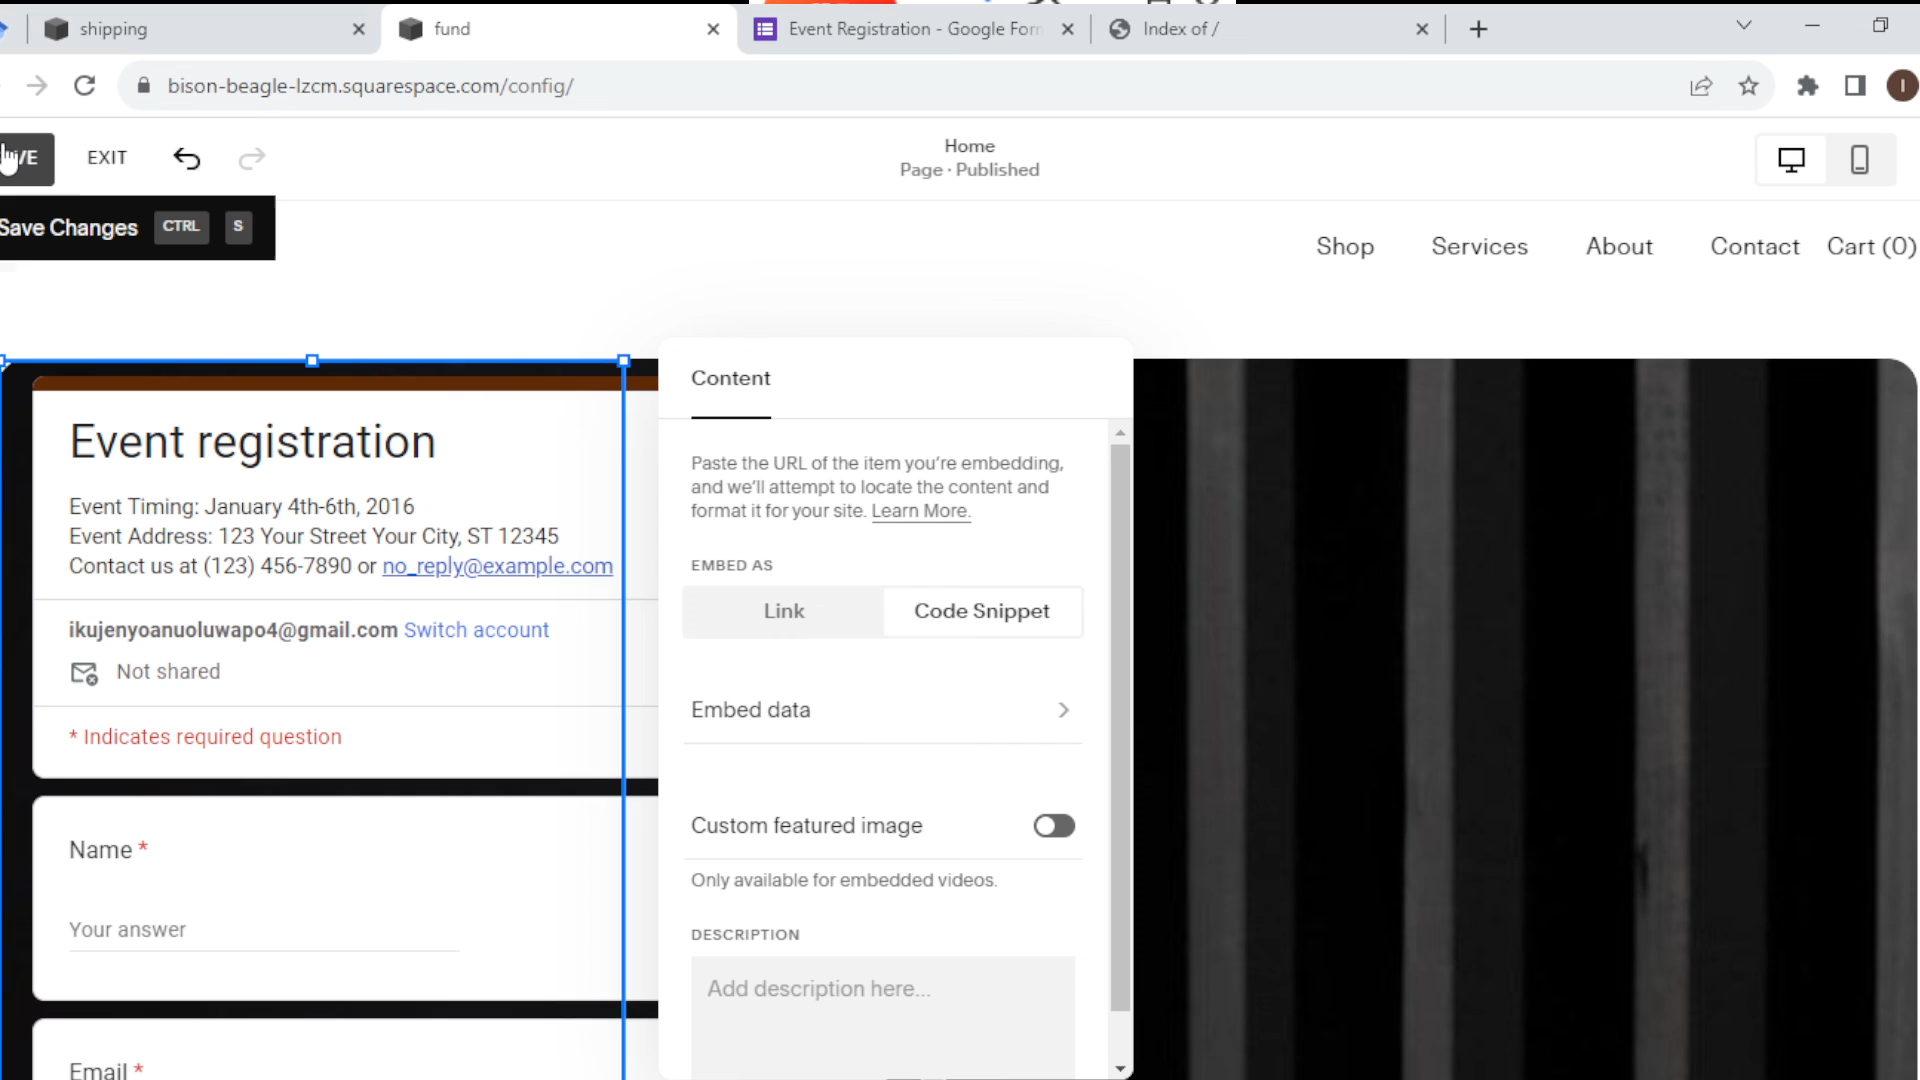 shipping
fund
Event Registration - Google Forn
Index of /
bison-beagle-lzcm.squarespace.com/config/
I
EXIT
Home
Page · Published
Save Changes CTRL S
Shop
Services
About
Contact
Cart (0)
Event registration
Event Timing: January 4th-6th, 2016
Event Address: 123 Your Street Your City, ST 12345
Contact us at (123) 456-7890 or no_reply@example.com
ikujenyoanuoluwapo4@gmail.com Switch account
Not shared
* Indicates required question
Name *
Your answer
Email *
Content
Paste the URL of the item you’re embedding,
and we’ll attempt to locate the content and
format it for your site. Learn More.
EMBED AS
Link
Code Snippet
Embed data
Custom featured image
Only available for embedded videos.
DESCRIPTION
Add description here...